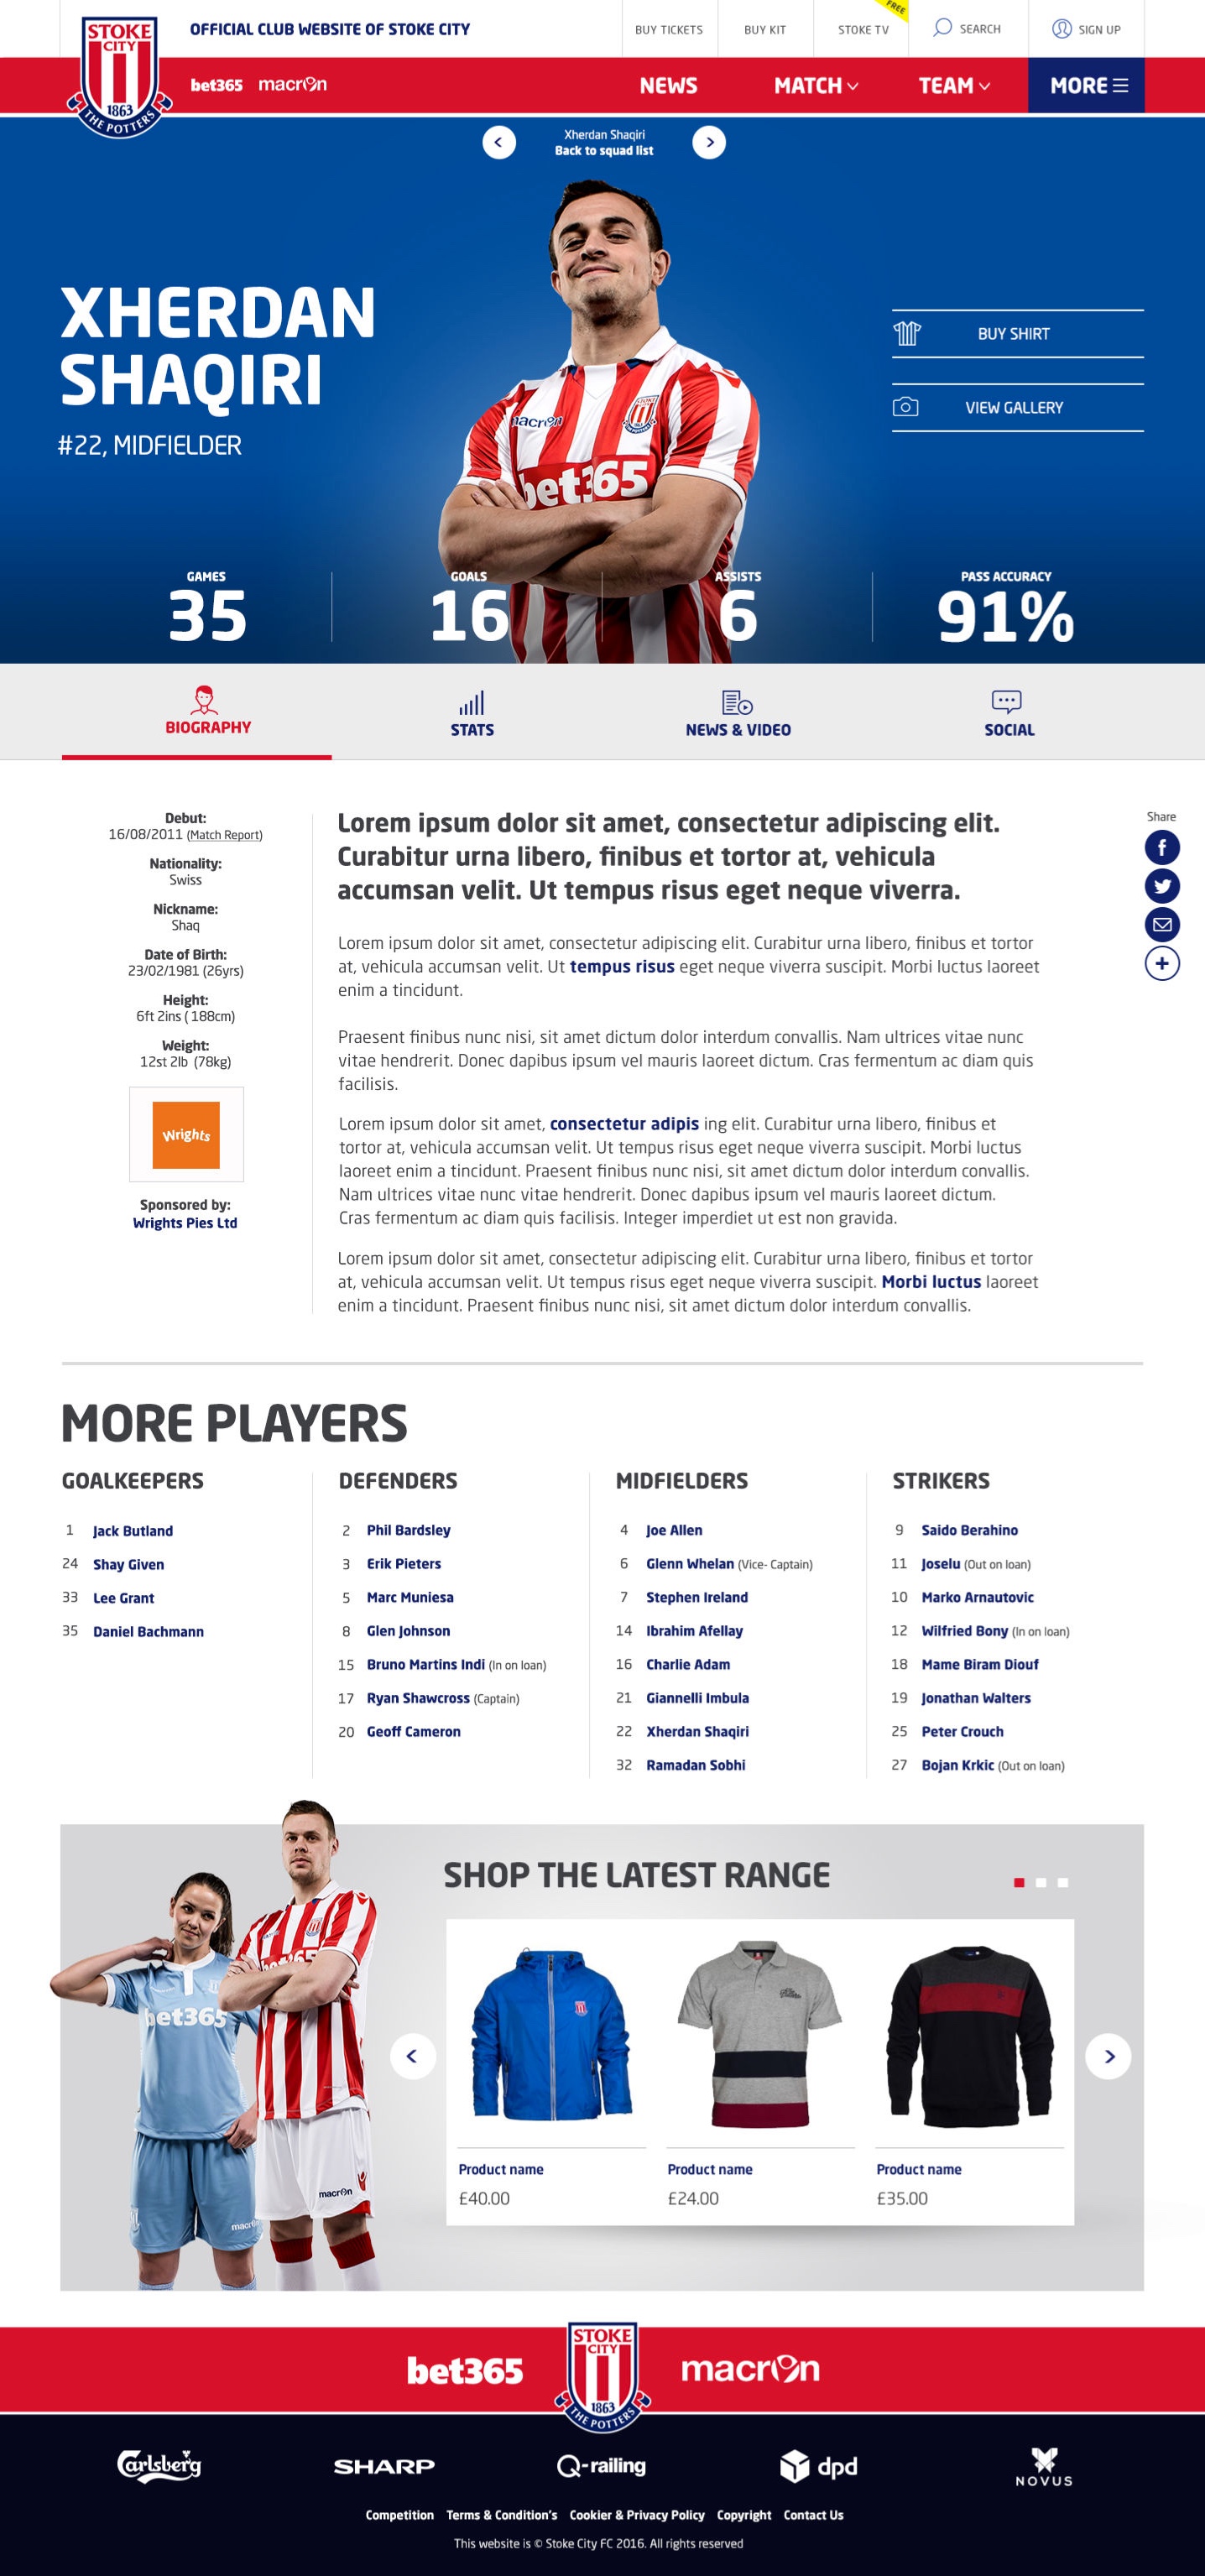 STOKE
CITY
1863
THE POTTERS
OFFICIAL CLUB WEBSITE OF STOKE CITY
BUY TICKETS
BUY KIT
STOKE TV
FREE
SEARCH
SIGN UP
bet365
macron
NEWS
MATCH
TEAM
MORE
Xherdan Shaqiri
Back to squad list
XHERDAN
SHAQIRI
#22, MIDFIELDER
macron
STOKE
CITY
bet365
BUY SHIRT
VIEW GALLERY
GAMES
35
GOALS
16
ASSISTS
6
PASS ACCURACY
91%
BIOGRAPHY
STATS
NEWS & VIDEO
SOCIAL
Debut:
16/08/2011 (Match Report)
Nationality:
Swiss
Nickname:
Shaq
Date of Birth:
23/02/1981 (26yrs)
Height:
6ft 2ins ( 188cm)
Weight:
12st 2lb (78kg)
Wrights
Sponsored by:
Wrights Pies Ltd
Lorem ipsum dolor sit amet, consectetur adipiscing elit.
Curabitur urna libero, finibus et tortor at, vehicula
accumsan velit. Ut tempus risus eget neque viverra.
Lorem ipsum dolor sit amet, consectetur adipiscing elit. Curabitur urna libero, finibus et tortor
at, vehicula accumsan velit. Ut tempus risus eget neque viverra suscipit. Morbi luctus laoreet
enim a tincidunt.
Praesent finibus nunc nisi, sit amet dictum dolor interdum convallis. Nam ultrices vitae nunc
vitae hendrerit. Donec dapibus ipsum vel mauris laoreet dictum. Cras fermentum ac diam quis
facilisis.
Lorem ipsum dolor sit amet, consectetur adipis ing elit. Curabitur urna libero, finibus et
tortor at, vehicula accumsan velit. Ut tempus risus eget neque viverra suscipit. Morbi luctus
laoreet enim a tincidunt. Praesent finibus nunc nisi, sit amet dictum dolor interdum convallis.
Nam ultrices vitae nunc vitae hendrerit. Donec dapibus ipsum vel mauris laoreet dictum.
Cras fermentum ac diam quis facilisis. Integer imperdiet ut est non gravida.
Lorem ipsum dolor sit amet, consectetur adipiscing elit. Curabitur urna libero, finibus et tortor
at, vehicula accumsan velit. Ut tempus risus eget neque viverra suscipit. Morbi luctus laoreet
enim a tincidunt. Praesent finibus nunc nisi, sit amet dictum dolor interdum convallis.
Share
MORE PLAYERS
GOALKEEPERS
1 Jack Butland
24 Shay Given
33 Lee Grant
35 Daniel Bachmann
DEFENDERS
2 Phil Bardsley
3 Erik Pieters
5 Marc Muniesa
8 Glen Johnson
15 Bruno Martins Indi (In on loan)
17 Ryan Shawcross (Captain)
20 Geoff Cameron
MIDFIELDERS
4 Joe Allen
6 Glenn Whelan (Vice- Captain)
7 Stephen Ireland
14 Ibrahim Afellay
16 Charlie Adam
21 Giannelli Imbula
22 Xherdan Shaqiri
32 Ramadan Sobhi
STRIKERS
9 Saido Berahino
11 Joselu (Out on loan)
10 Marko Arnautovic
12 Wilfried Bony (In on loan)
18 Mame Biram Diouf
19 Jonathan Walters
25 Peter Crouch
27 Bojan Krkic (Out on loan)
SHOP THE LATEST RANGE
bet365
bet365
macron
macron
Product name
£40.00
Product name
£24.00
Product name
£35.00
bet365
STOKE
CITY
1863
THE POTTERS
macron
Carlsberg
SHARP
Q-railing
dpd
NOVUS
Competition Terms & Condition's Cookier & Privacy Policy Copyright Contact Us
This website is © Stoke City FC 2016. All rights reserved